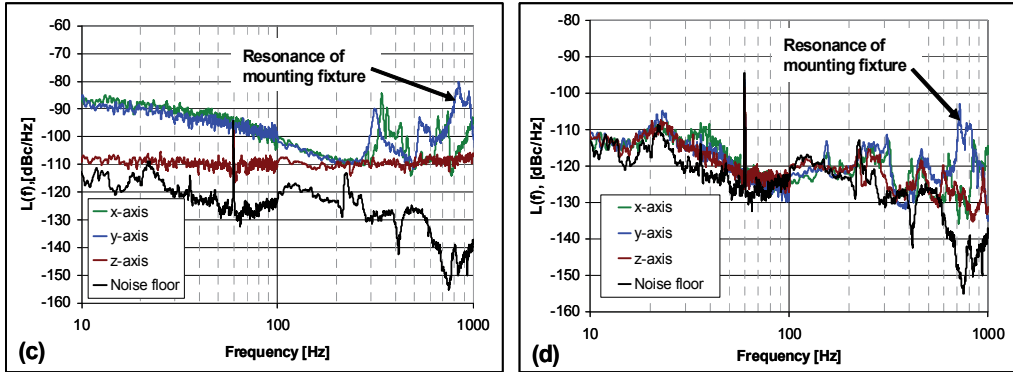 -60
-70
-80
-90
-100
-110
-120
-130
-140
-150
-160
L(f),[dBc/Hz]
Resonance of
mounting fixture
x-axis
y-axis
z-axis
Noise floor
10
100
1000
Frequency [Hz]
(c)
-80
-90
-100
-110
-120
-130
-140
-150
-160
L(f), [dBc/Hz]
Resonance of
mounting fixture
x-axis
y-axis
z-axis
Noise floor
10
100
1000
Frequency [Hz]
(d)